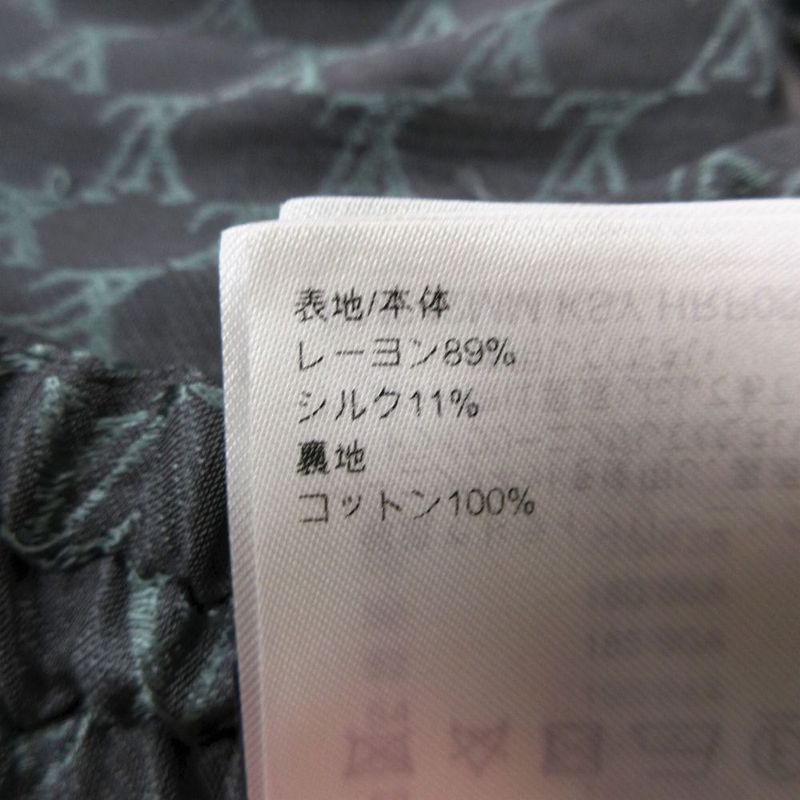 表地/本体
レーヨン89%
シルク11%
裏地
コットン100%